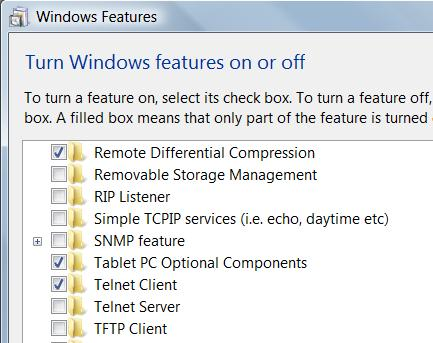 Windows Features
Turn Windows features on or off
To turn a feature on, select its check box. To turn a feature off,
box. A filled box means that only part of the feature is turned
Remote Differential Compression
Removable Storage Management
RIP Listener
Simple TCPIP services (i.e. echo, daytime etc)
SNMP feature
Tablet PC Optional Components
Telnet Client
Telnet Server
TFTP Client